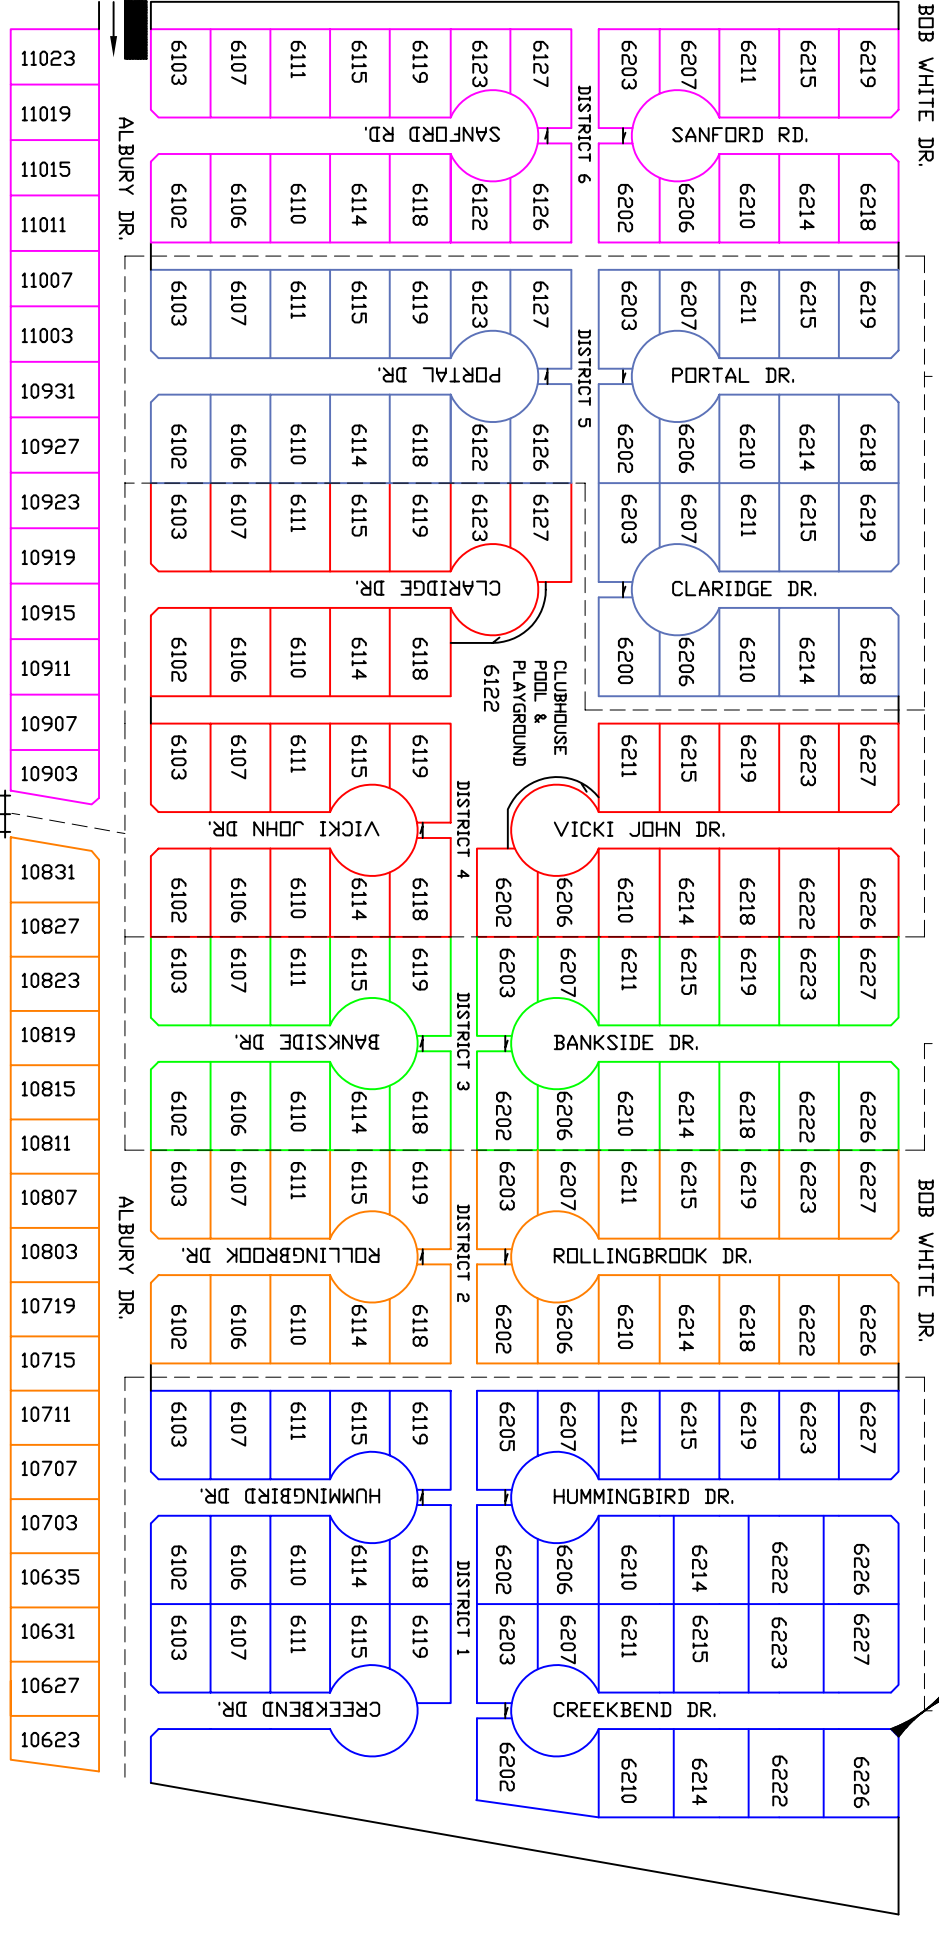 BOB WHITE DR.
ALBURY DR.
11023
11019
11015
11011
11007
11003
10931
10927
10923
10919
10915
10911
10907
10903
10831
10827
10823
10819
10815
10811
10807
10803
10719
10715
10711
10707
10703
10635
10631
10627
10623
6103 6107 6111 6115 6119 6123 6127
6203 6207 6211 6215 6219
DISTRICT 6
SANFORD RD.
SANFORD RD.
6102 6106 6110 6114 6118 6122 6126
6202 6206 6210 6214 6218
6103 6107 6111 6115 6119 6123 6127
6203 6207 6211 6215 6219
DISTRICT 5
PORTAL DR.
PORTAL DR.
6102 6106 6110 6114 6118 6122 6126
6202 6206 6210 6214 6218
6103 6107 6111 6115 6119 6123 6127
6203 6207 6211 6215 6219
CLARIDGE DR.
CLARIDGE DR.
6102 6106 6110 6114 6118
6200 6206 6210 6214 6218
CLUBHOUSE
POOL &
PLAYGROUND
6122
6103 6107 6111 6115 6119
6211 6215 6219 6223 6227
DISTRICT 4
VICKI JOHN DR.
VICKI JOHN DR.
6102 6106 6110 6114 6118
6202 6206 6210 6214 6218 6222 6226
6103 6107 6111 6115 6119
6203 6207 6211 6215 6219 6223 6227
DISTRICT 3
BANKSIDE DR.
BANKSIDE DR.
6102 6106 6110 6114 6118
6202 6206 6210 6214 6218 6222 6226
6103 6107 6111 6115 6119
6203 6207 6211 6215 6219 6223 6227
ALBURY DR.
DISTRICT 2
BOB WHITE DR.
ROLLINGBROOK DR.
ROLLINGBROOK DR.
6102 6106 6110 6114 6118
6202 6206 6210 6214 6218 6222 6226
6103 6107 6111 6115 6119
6205 6207 6211 6215 6219 6223 6227
HUMMINGBIRD DR.
HUMMINGBIRD DR.
6102 6106 6110 6114 6118
6202 6206 6210 6214 6222 6226
DISTRICT 1
6103 6107 6111 6115 6119
6203 6207 6211 6215 6223 6227
CREEKBEND DR.
CREEKBEND DR.
6202 6210 6214 6222 6226